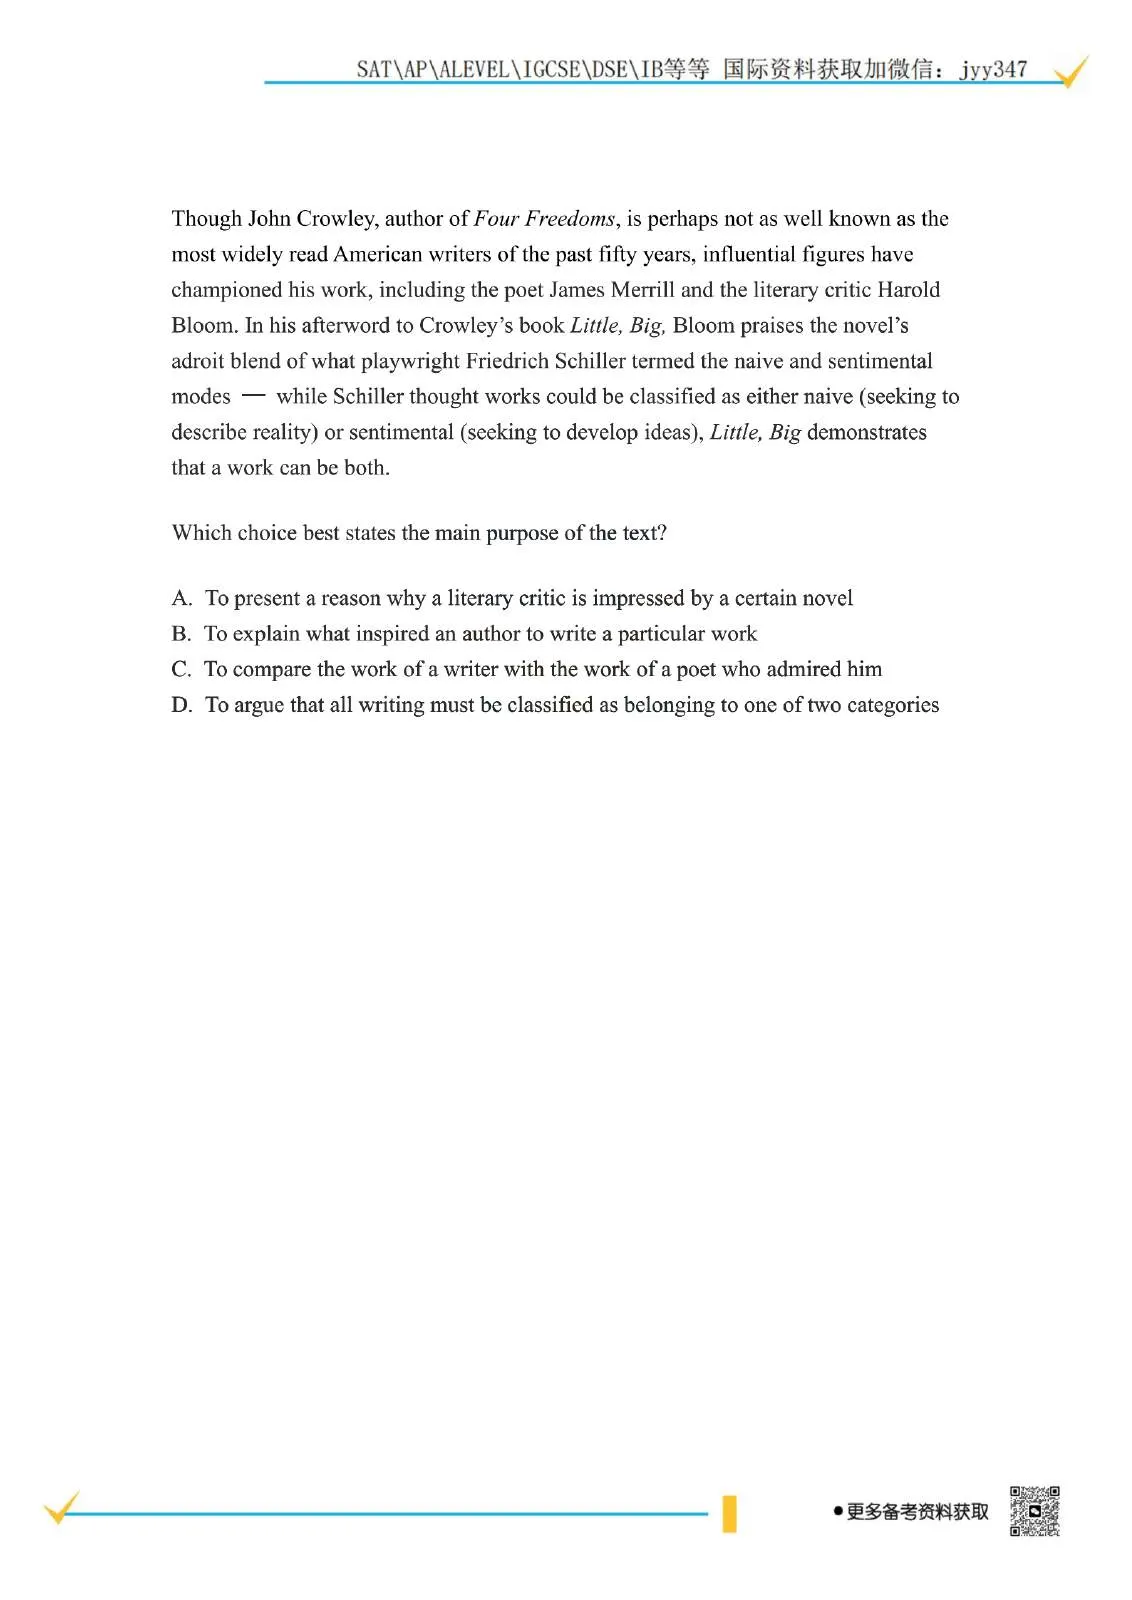 SAT\AP\ALEVEL\IGCSE\DSE\IB等等 国际资料获取加微信：jyy347
Though John Crowley, author of Four Freedoms, is perhaps not as well known as the
most widely read American writers of the past fifty years, influential figures have
championed his work, including the poet James Merrill and the literary critic Harold
Bloom. In his afterword to Crowley’s book Little, Big, Bloom praises the novel’s
adroit blend of what playwright Friedrich Schiller termed the naive and sentimental
modes — while Schiller thought works could be classified as either naive (seeking to
describe reality) or sentimental (seeking to develop ideas), Little, Big demonstrates
that a work can be both.
Which choice best states the main purpose of the text?
A. To present a reason why a literary critic is impressed by a certain novel
B. To explain what inspired an author to write a particular work
C. To compare the work of a writer with the work of a poet who admired him
D. To argue that all writing must be classified as belonging to one of two categories
●更多备考资料获取